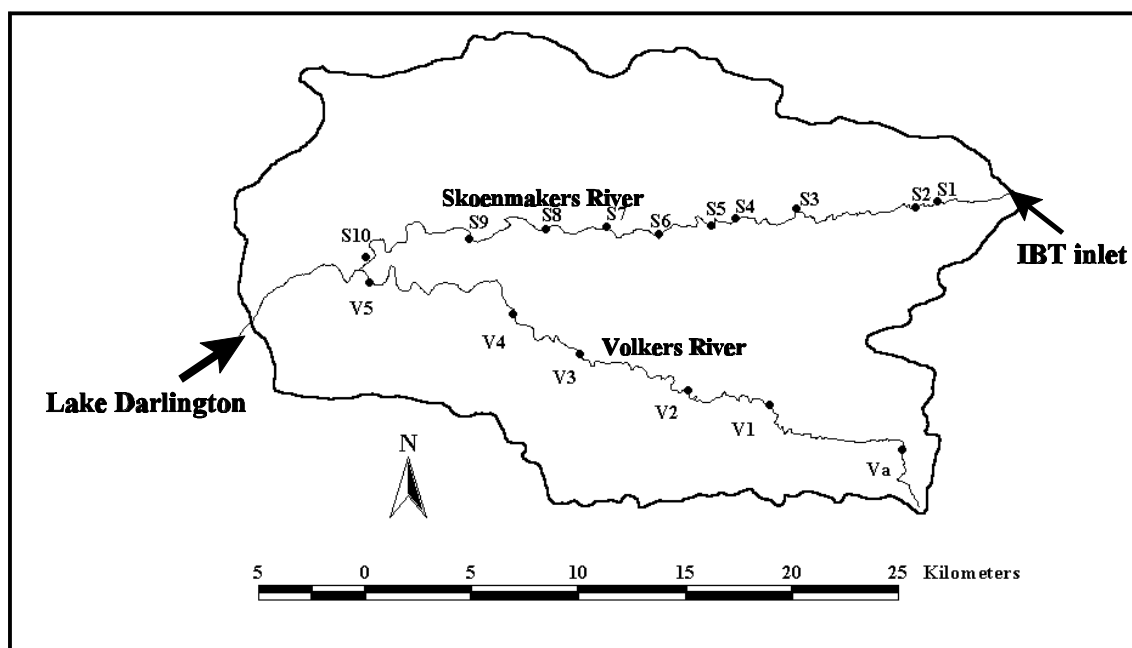 Skoenmakers River
S1
S2
S3
S4
S5
S6
S7
S8
S9
S10
IBT inlet
V5
V4
Volkers River
V3
V2
V1
Va
Lake Darlington
N
5 0 5 10 15 20 25 Kilometers